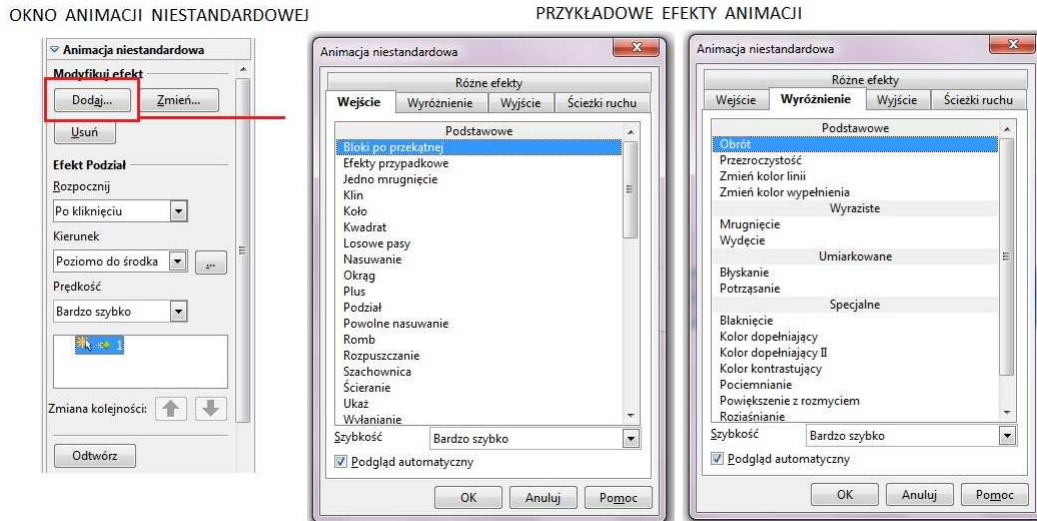 OKNO ANIMACJI NIESTANDARDOWEJ
PRZYKŁADOWE EFEKTY ANIMACJI
Animacja niestandardowa
Modyfikuj efekt
Dodaj...
Zmień...
Usuń
Efekt Podział
Rozpocznij
Po kliknięciu
Kierunek
Poziomo do środka
...
Prędkość
Bardzo szybko
1
Zmiana kolejności:
Odtwórz
Animacja niestandardowa
Różne efekty
Wejście Wyróżnienie Wyjście Ścieżki ruchu
Podstawowe
Bloki po przekątnej
Efekty przypadkowe
Jedno mrugnięcie
Klin
Koło
Kwadrat
Losowe pasy
Nasuwanie
Okrąg
Plus
Podział
Powolne nasuwanie
Romb
Rozpuszczanie
Szachownica
Ścieranie
Ukaż
Wyłanianie
Szybkość Bardzo szybko
Podgląd automatyczny
OK Anuluj Pomoc
Animacja niestandardowa
Różne efekty
Wejście Wyróżnienie Wyjście Ścieżki ruchu
Podstawowe
Obrót
Przezroczystość
Zmień kolor linii
Zmień kolor wypełnienia
Wyraziste
Mrugnięcie
Wydęcie
Umiarkowane
Błyskanie
Potrząsanie
Specjalne
Blaknięcie
Kolor dopełniający
Kolor dopełniający II
Kolor kontrastujący
Pociemnianie
Powiększenie z rozmyciem
Rozjaśnianie
Szybkość Bardzo szybko
Podgląd automatyczny
OK Anuluj Pomoc